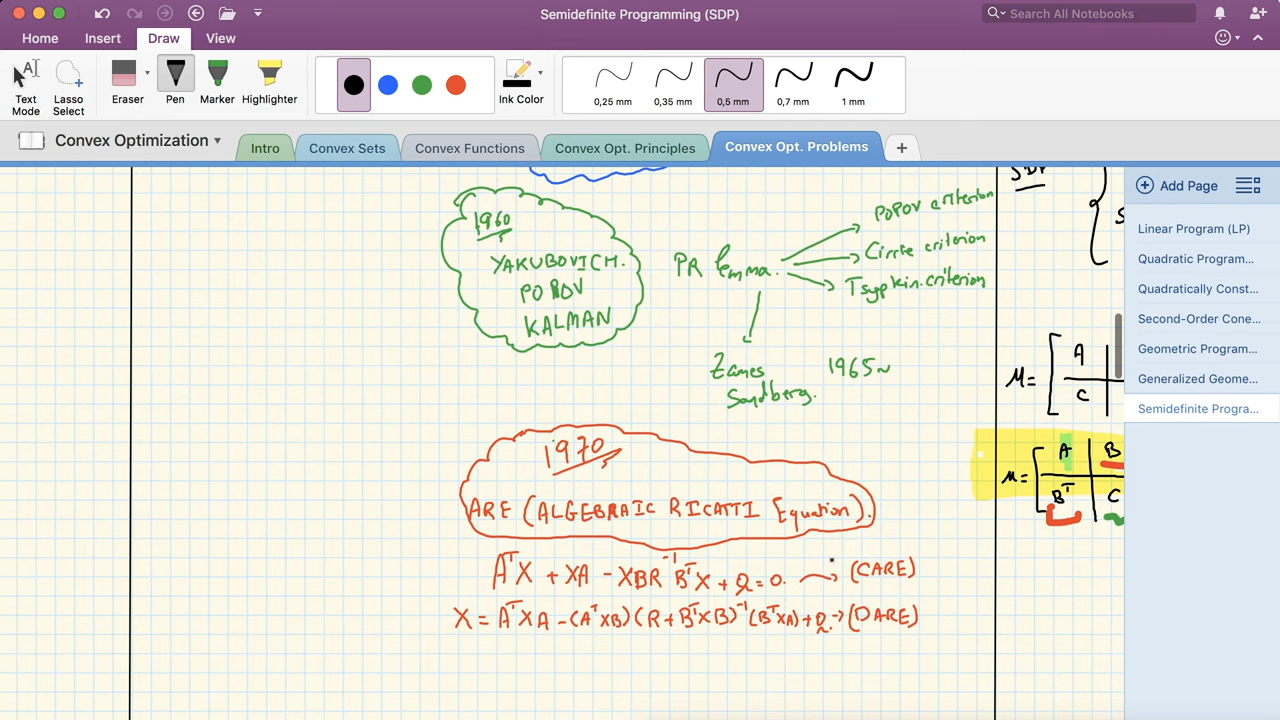 Semidefinite Programming (SDP)
Search All Notebooks
Home Insert Draw View
Text Mode
Lasso Select
Eraser
Pen
Marker
Highlighter
Ink Color
0,25 mm
0,35 mm
0,5 mm
0,7 mm
1 mm
Convex Optimization
Intro
Convex Sets
Convex Functions
Convex Opt. Principles
Convex Opt. Problems
Add Page
Linear Program (LP)
Quadratic Program...
Quadratically Const...
Second-Order Cone...
Geometric Program...
Generalized Geome...
Semidefinite Progra...
1960
YAKUBOVICH.
POPOV
KALMAN
PR lemma.
POPOV criterion
Circle criterion
Tsypkin.criterion
Zames
Sandberg.
1965~
1970
ARE (ALGEBRAIC RICATTI Equation).
AᵀX + XA - XBR⁻¹BᵀX + Q = 0. → (CARE)
X = AᵀXA - (AᵀXB)(R + BᵀXB)⁻¹(BᵀXA) + Q → (DARE)
SDP
M = [ A
C
M = [ A B
Bᵀ C